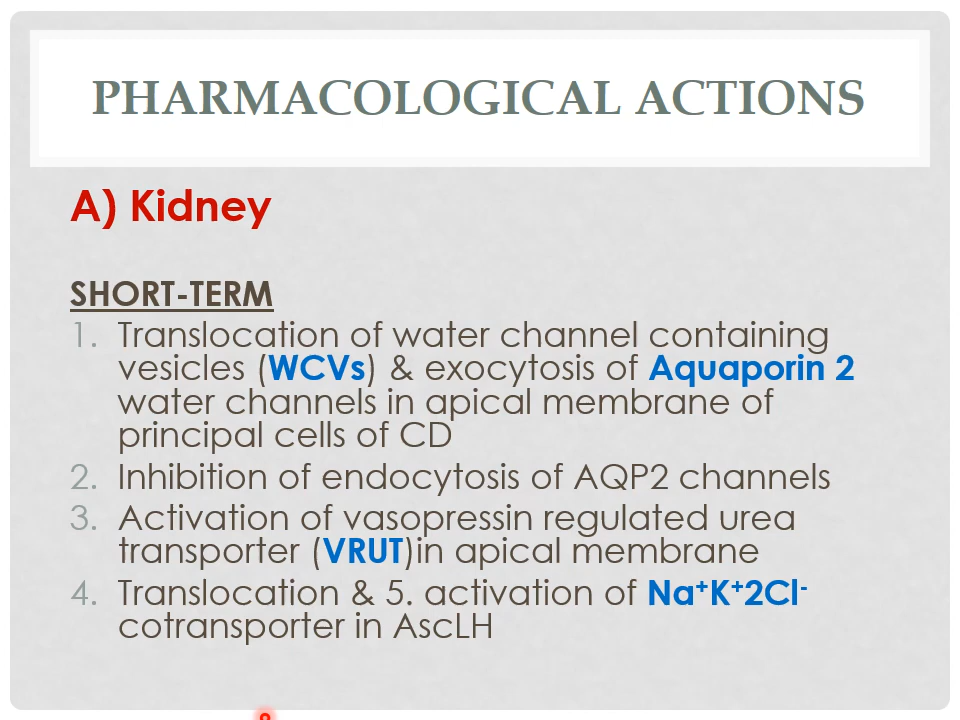 PHARMACOLOGICAL ACTIONS
A) Kidney
SHORT-TERM
1. Translocation of water channel containing
vesicles (WCVs) & exocytosis of Aquaporin 2
water channels in apical membrane of
principal cells of CD
2. Inhibition of endocytosis of AQP2 channels
3. Activation of vasopressin regulated urea
transporter (VRUT)in apical membrane
4. Translocation & 5. activation of Na⁺K⁺2Cl⁻
cotransporter in AscLH